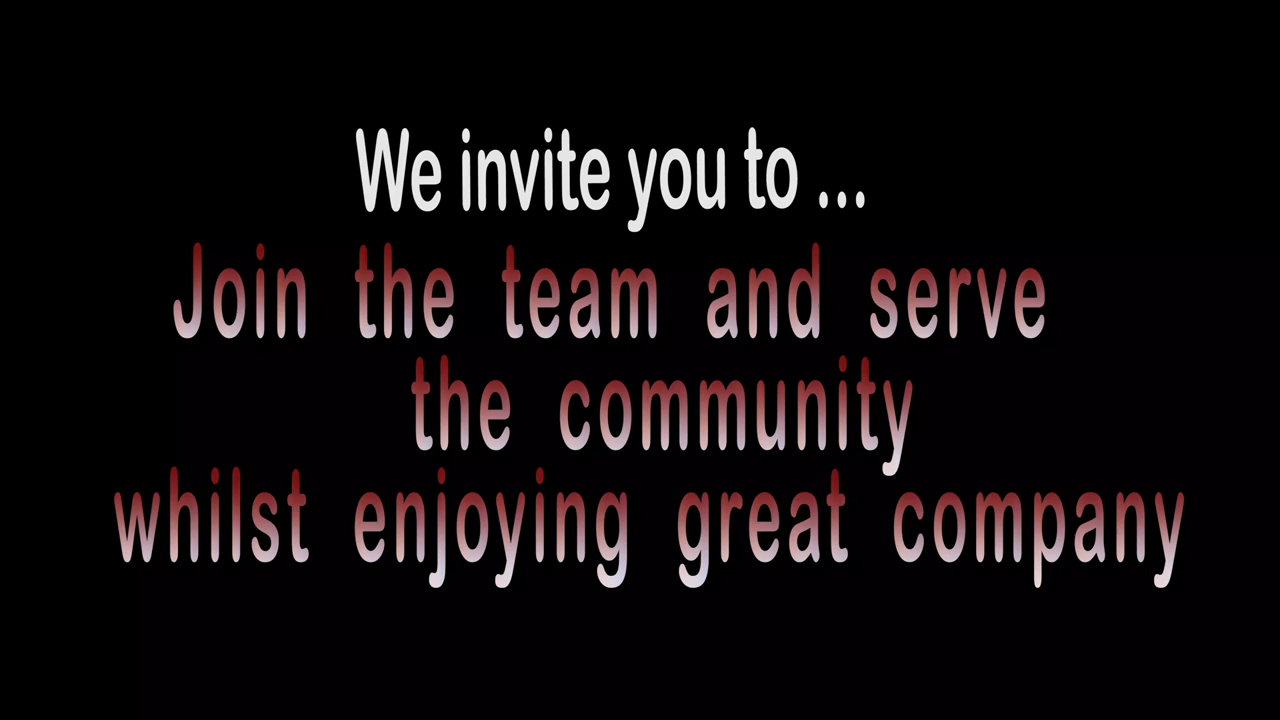 We invite you to ...
Join the team and serve
the community
whilst enjoying great company